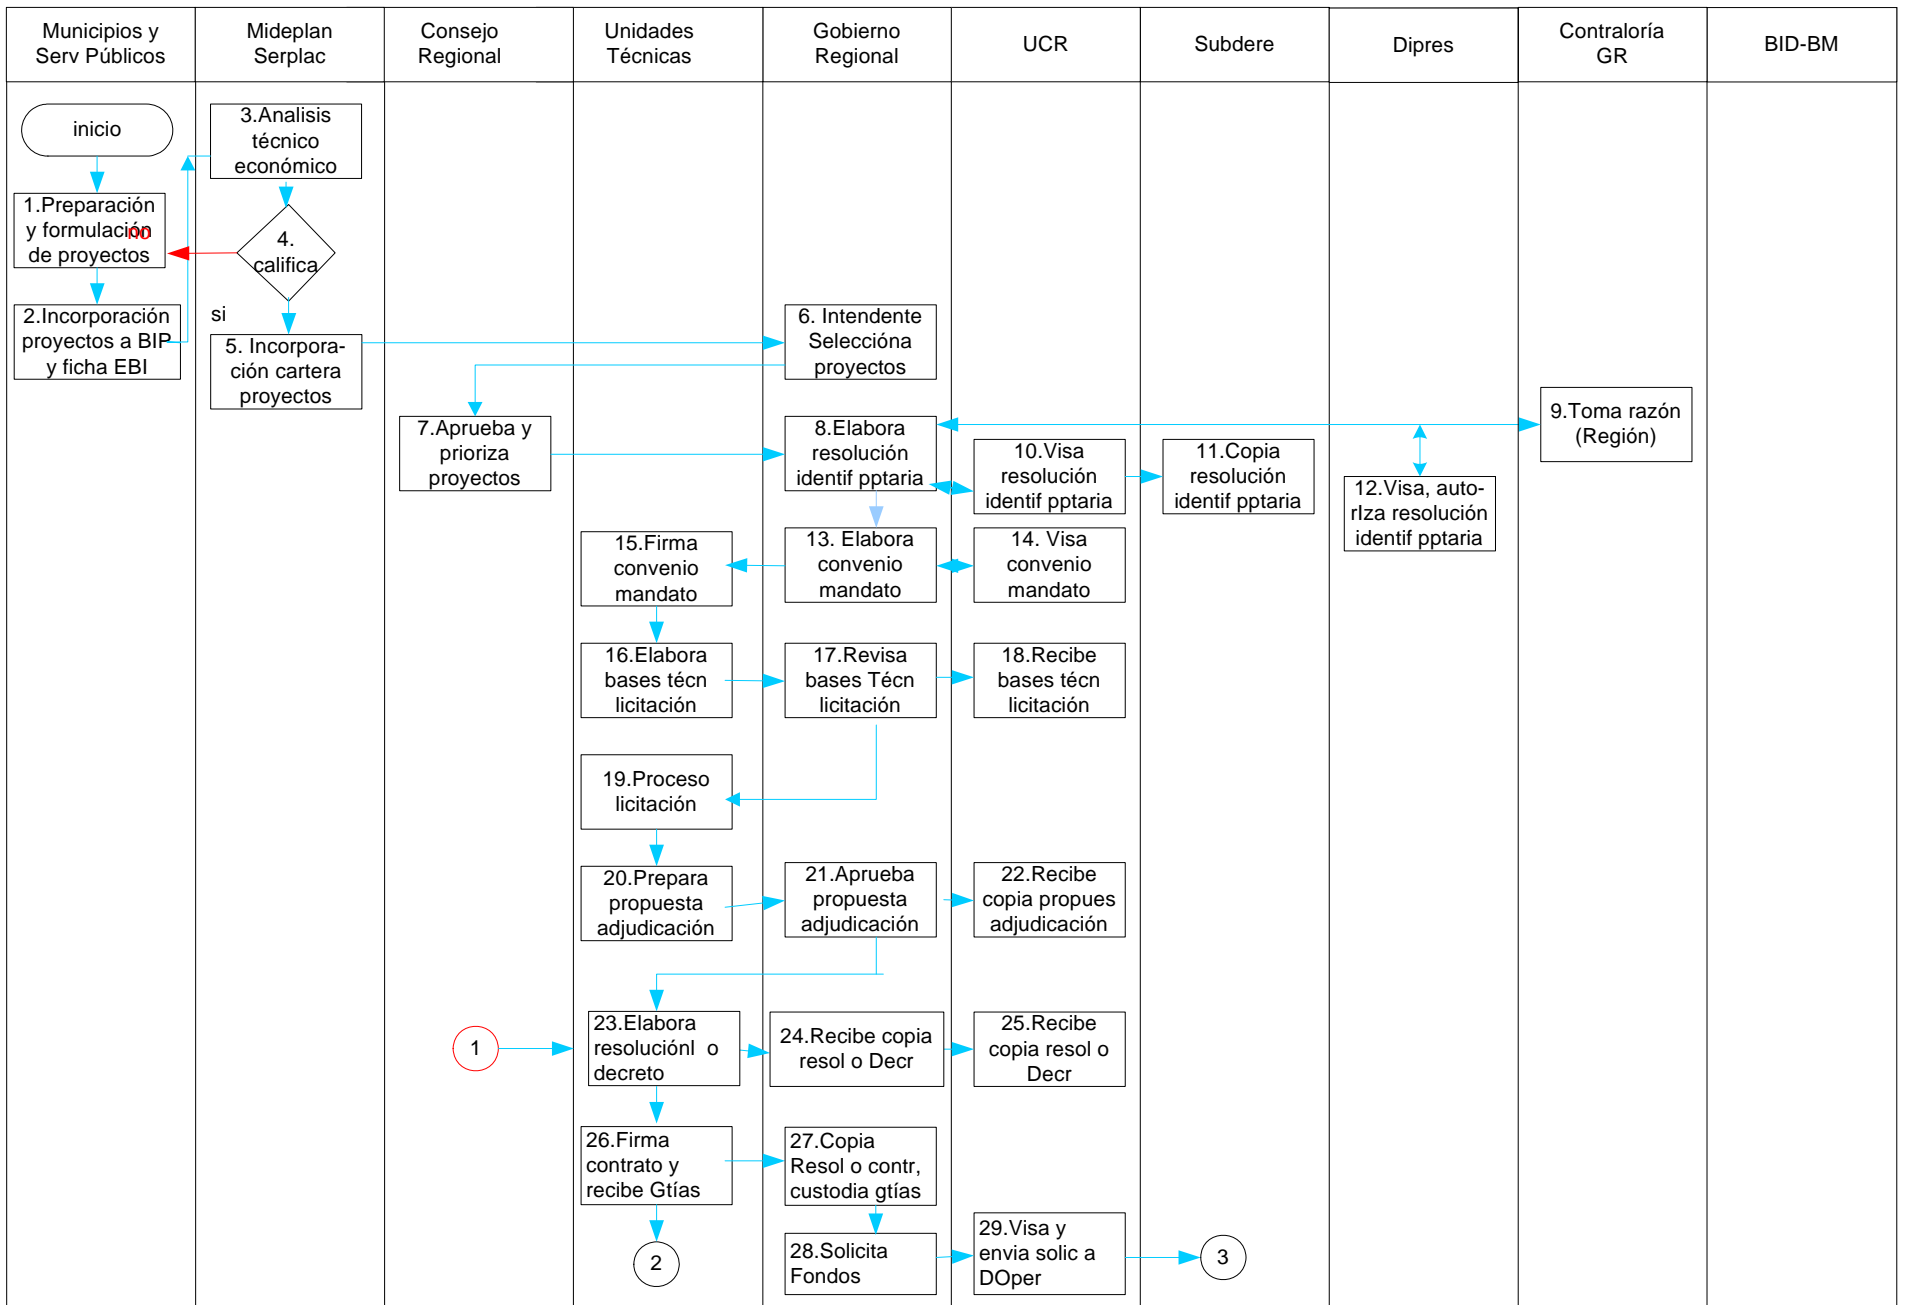 Municipios y
Serv Públicos
Mideplan
Serplac
Consejo
Regional
Unidades
Técnicas
Gobierno
Regional
UCR
Subdere
Dipres
Contraloría
GR
BID-BM
inicio
1.Preparación
y formulación
de proyectos
no
2.Incorporación
proyectos a BIP
y ficha EBI
3.Analisis
técnico
económico
4.
califica
si
5. Incorpora-
ción cartera
proyectos
6. Intendente
Seleccióna
proyectos
7.Aprueba y
prioriza
proyectos
8.Elabora
resolución
identif pptaria
9.Toma razón
(Región)
10.Visa
resolución
identif pptaria
11.Copia
resolución
identif pptaria
12.Visa, auto-
rIza resolución
identif pptaria
13. Elabora
convenio
mandato
14. Visa
convenio
mandato
15.Firma
convenio
mandato
16.Elabora
bases técn
licitación
17.Revisa
bases Técn
licitación
18.Recibe
bases técn
licitación
19.Proceso
licitación
20.Prepara
propuesta
adjudicación
21.Aprueba
propuesta
adjudicación
22.Recibe
copia propues
adjudicación
1
23.Elabora
resoluciónl o
decreto
24.Recibe copia
resol o Decr
25.Recibe
copia resol o
Decr
26.Firma
contrato y
recibe Gtías
27.Copia
Resol o contr,
custodia gtías
2
28.Solicita
Fondos
29.Visa y
envia solic a
DOper
3